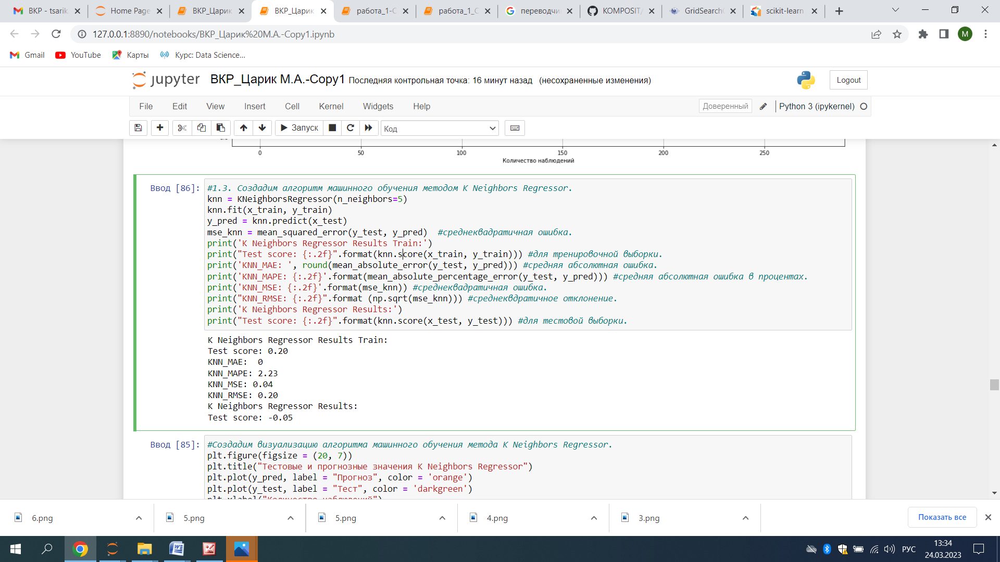 ВКР - tsarik
Home Page
ВКР_Царик
ВКР_Царик
работа_1-С
работа_1_С
переводчи
KOMPOSIT/
GridSearch
scikit-learn
127.0.0.1:8890/notebooks/ВКР_Царик%20М.А.-Copy1.ipynb
M
Gmail
YouTube
Карты
Курс: Data Science...
jupyter
ВКР_Царик М.А.-Copy1 Последняя контрольная точка: 16 минут назад (несохраненные изменения)
Logout
File Edit View Insert Cell Kernel Widgets Help
Доверенный
Python 3 (ipykernel)
Запуск
Код
0 50 100 150 200 250
Количество наблюдений
Ввод [86]:
#1.3. Создадим алгоритм машинного обучения методом K Neighbors Regressor.
knn = KNeighborsRegressor(n_neighbors=5)
knn.fit(x_train, y_train)
y_pred = knn.predict(x_test)
mse_knn = mean_squared_error(y_test, y_pred)  #среднеквадратичная ошибка.
print('K Neighbors Regressor Results Train:')
print("Test score: {:.2f}".format(knn.score(x_train, y_train))) #для тренировочной выборки.
print('KNN_MAE: ', round(mean_absolute_error(y_test, y_pred))) #средняя абсолютная ошибка.
print('KNN_MAPE: {:.2f}'.format(mean_absolute_percentage_error(y_test, y_pred))) #средняя абсолютная ошибка в процентах.
print('KNN_MSE: {:.2f}'.format(mse_knn)) #среднеквадратичная ошибка.
print("KNN_RMSE: {:.2f}".format (np.sqrt(mse_knn))) #среднеквдратичное отклонение.
print('K Neighbors Regressor Results:')
print("Test score: {:.2f}".format(knn.score(x_test, y_test))) #для тестовой выборки.
K Neighbors Regressor Results Train:
Test score: 0.20
KNN_MAE:  0
KNN_MAPE: 2.23
KNN_MSE: 0.04
KNN_RMSE: 0.20
K Neighbors Regressor Results:
Test score: -0.05
Ввод [85]:
#Создадим визуализацию алгоритма машинного обучения метода K Neighbors Regressor.
plt.figure(figsize = (20, 7))
plt.title("Тестовые и прогнозные значения K Neighbors Regressor")
plt.plot(y_pred, label = "Прогноз", color = 'orange')
plt.plot(y_test, label = "Тест", color = 'darkgreen')
plt.xlabel("Количество наблюдений")
6.png
5.png
5.png
4.png
3.png
Показать все
РУС
13:34
24.03.2023